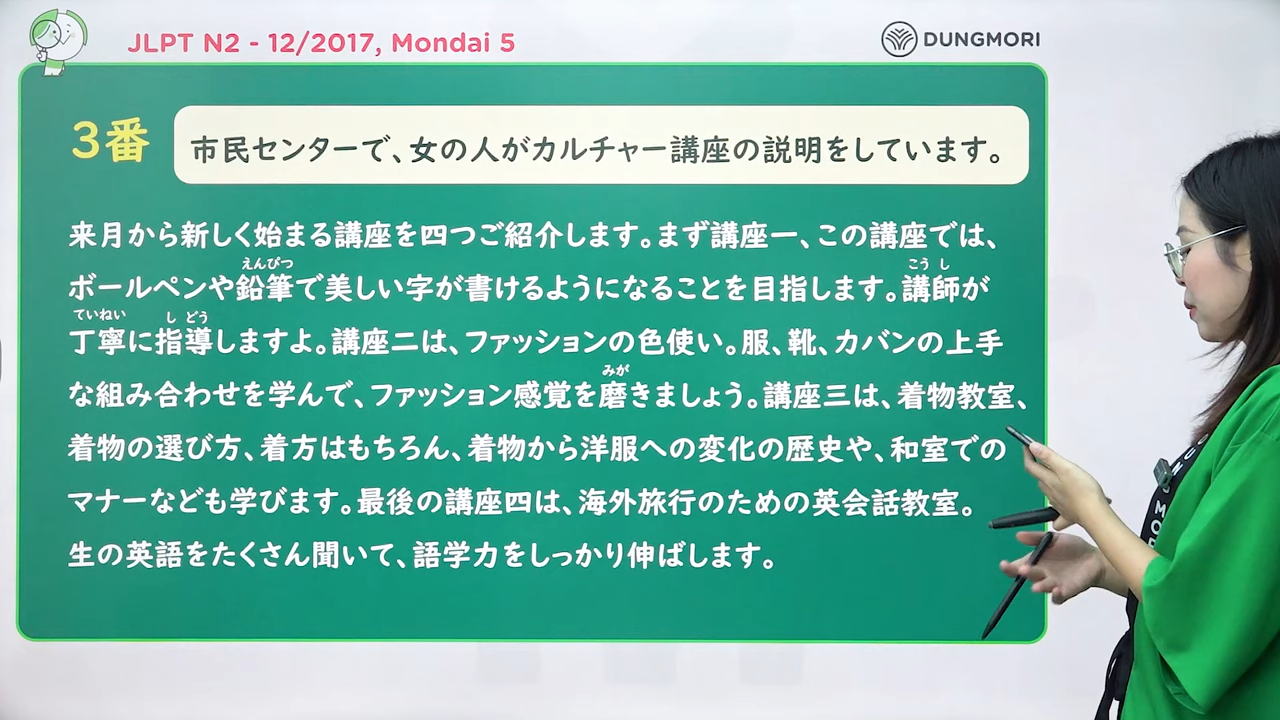 JLPT N2 - 12/2017, Mondai 5
DUNGMORI
3番
市民センターで、女の人がカルチャー講座の説明をしています。
来月から新しく始まる講座を四つご紹介します。まず講座一、この講座では、
えんぴつ こう し
ボールペンや鉛筆で美しい字が書けるようになることを目指します。講師が
ていねい し どう
丁寧に指導しますよ。講座二は、ファッションの色使い。服、靴、カバンの上手
みが
な組み合わせを学んで、ファッション感覚を磨きましょう。講座三は、着物教室、
着物の選び方、着方はもちろん、着物から洋服への変化の歴史や、和室での
マナーなども学びます。最後の講座四は、海外旅行のための英会話教室。
生の英語をたくさん聞いて、語学力をしっかり伸ばします。